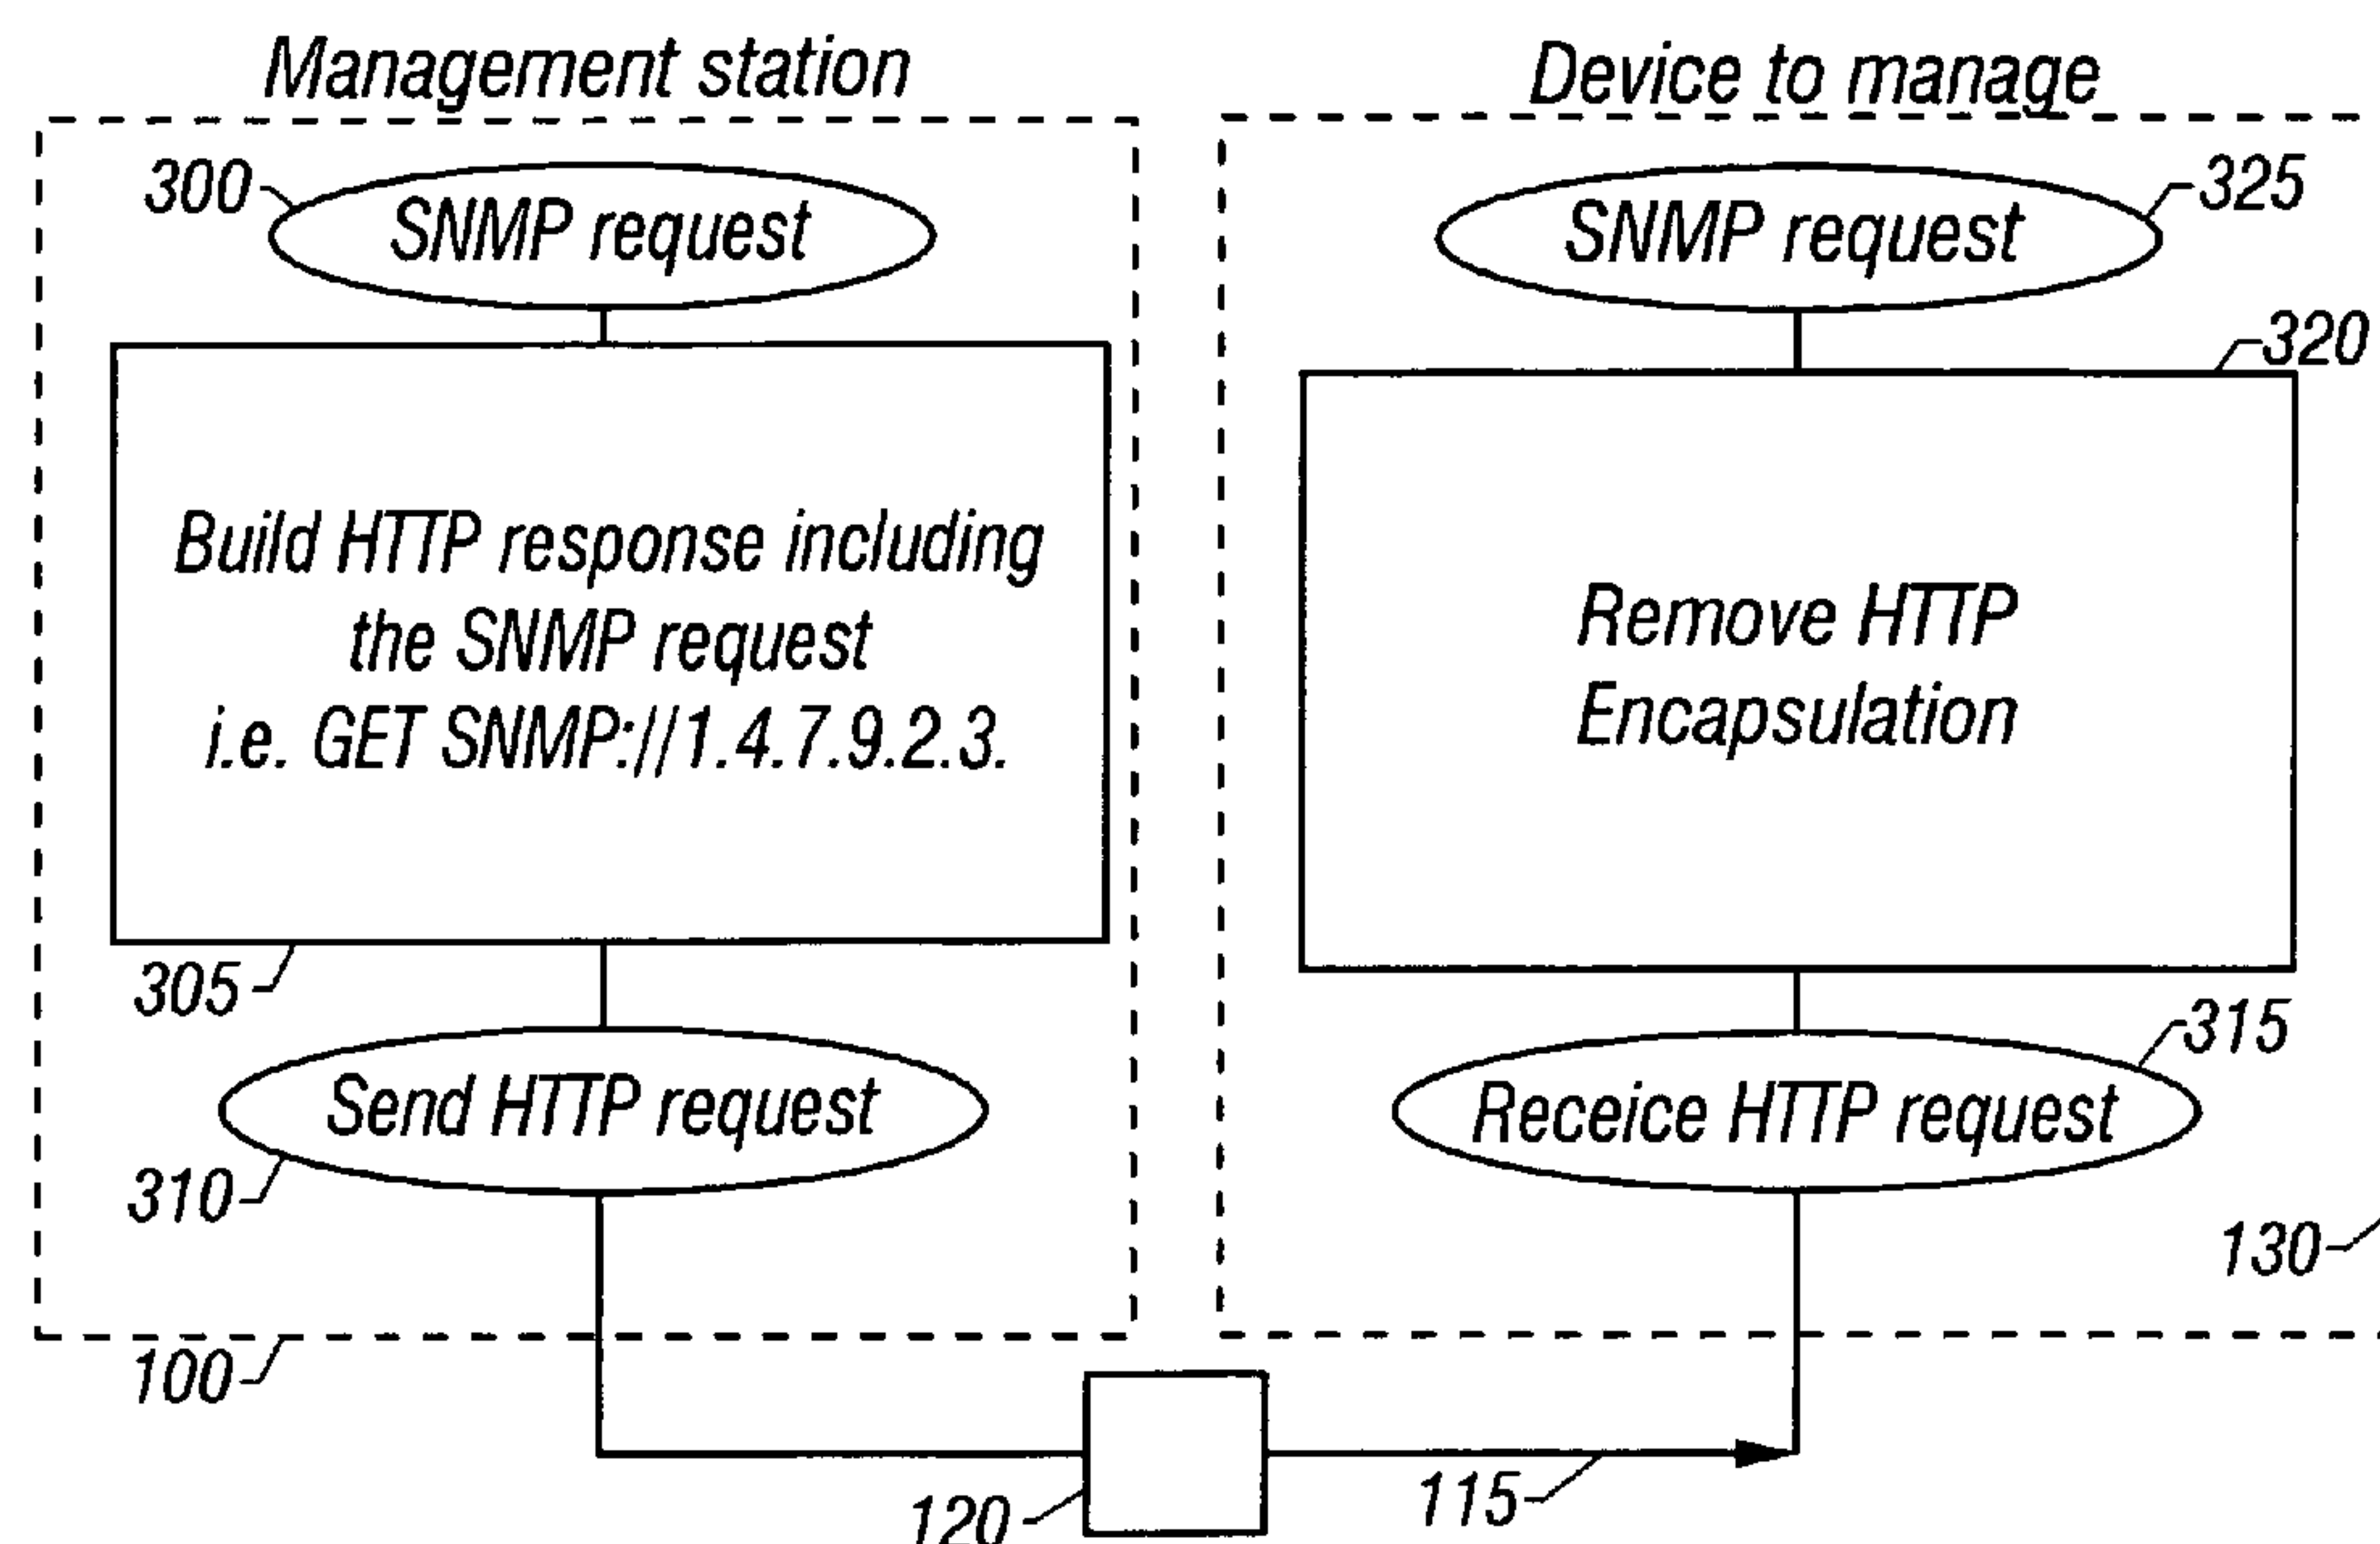 Management station
300
SNMP request
Build HTTP response including
the SNMP request
i.e. GET SNMP://1.4.7.9.2.3.
305
Send HTTP request
310
100
120
115
Device to manage
325
SNMP request
320
Remove HTTP
Encapsulation
315
Receice HTTP request
130